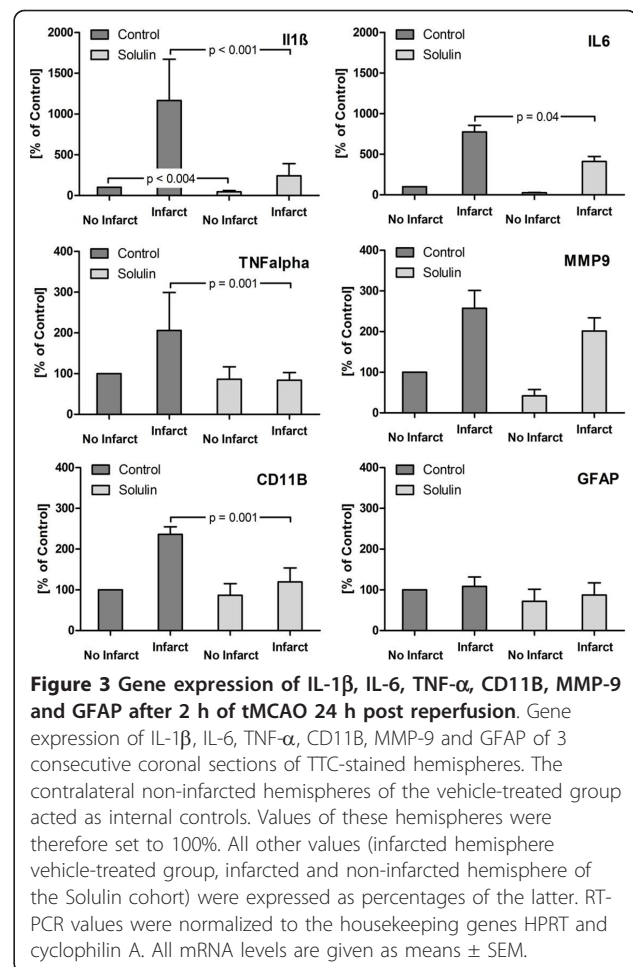 Control
Solulin
Il1ß
p < 0.001
p < 0.004
[% of Control]
2000
1500
1000
500
0
No Infarct
Infarct
No Infarct
Infarct
Control
Solulin
IL6
p = 0.04
[% of Control]
2000
1500
1000
500
0
No Infarct
Infarct
No Infarct
Infarct
TNFalpha
p = 0.001
[% of Control]
400
300
200
100
0
No Infarct
Infarct
No Infarct
Infarct
MMP9
[% of Control]
400
300
200
100
0
No Infarct
Infarct
No Infarct
Infarct
Control
Solulin
CD11B
p = 0.001
[% of Control]
400
300
200
100
0
No Infarct
Infarct
No Infarct
Infarct
Control
Solulin
GFAP
[% of Control]
400
300
200
100
0
No Infarct
Infarct
No Infarct
Infarct
Figure 3 Gene expression of IL-1β, IL-6, TNF-α, CD11B, MMP-9
and GFAP after 2 h of tMCAO 24 h post reperfusion. Gene
expression of IL-1β, IL-6, TNF-α, CD11B, MMP-9 and GFAP of 3
consecutive coronal sections of TTC-stained hemispheres. The
contralateral non-infarcted hemispheres of the vehicle-treated group
acted as internal controls. Values of these hemispheres were
therefore set to 100%. All other values (infarcted hemisphere
vehicle-treated group, infarcted and non-infarcted hemisphere of
the Solulin cohort) were expressed as percentages of the latter. RT-
PCR values were normalized to the housekeeping genes HPRT and
cyclophilin A. All mRNA levels are given as means ± SEM.